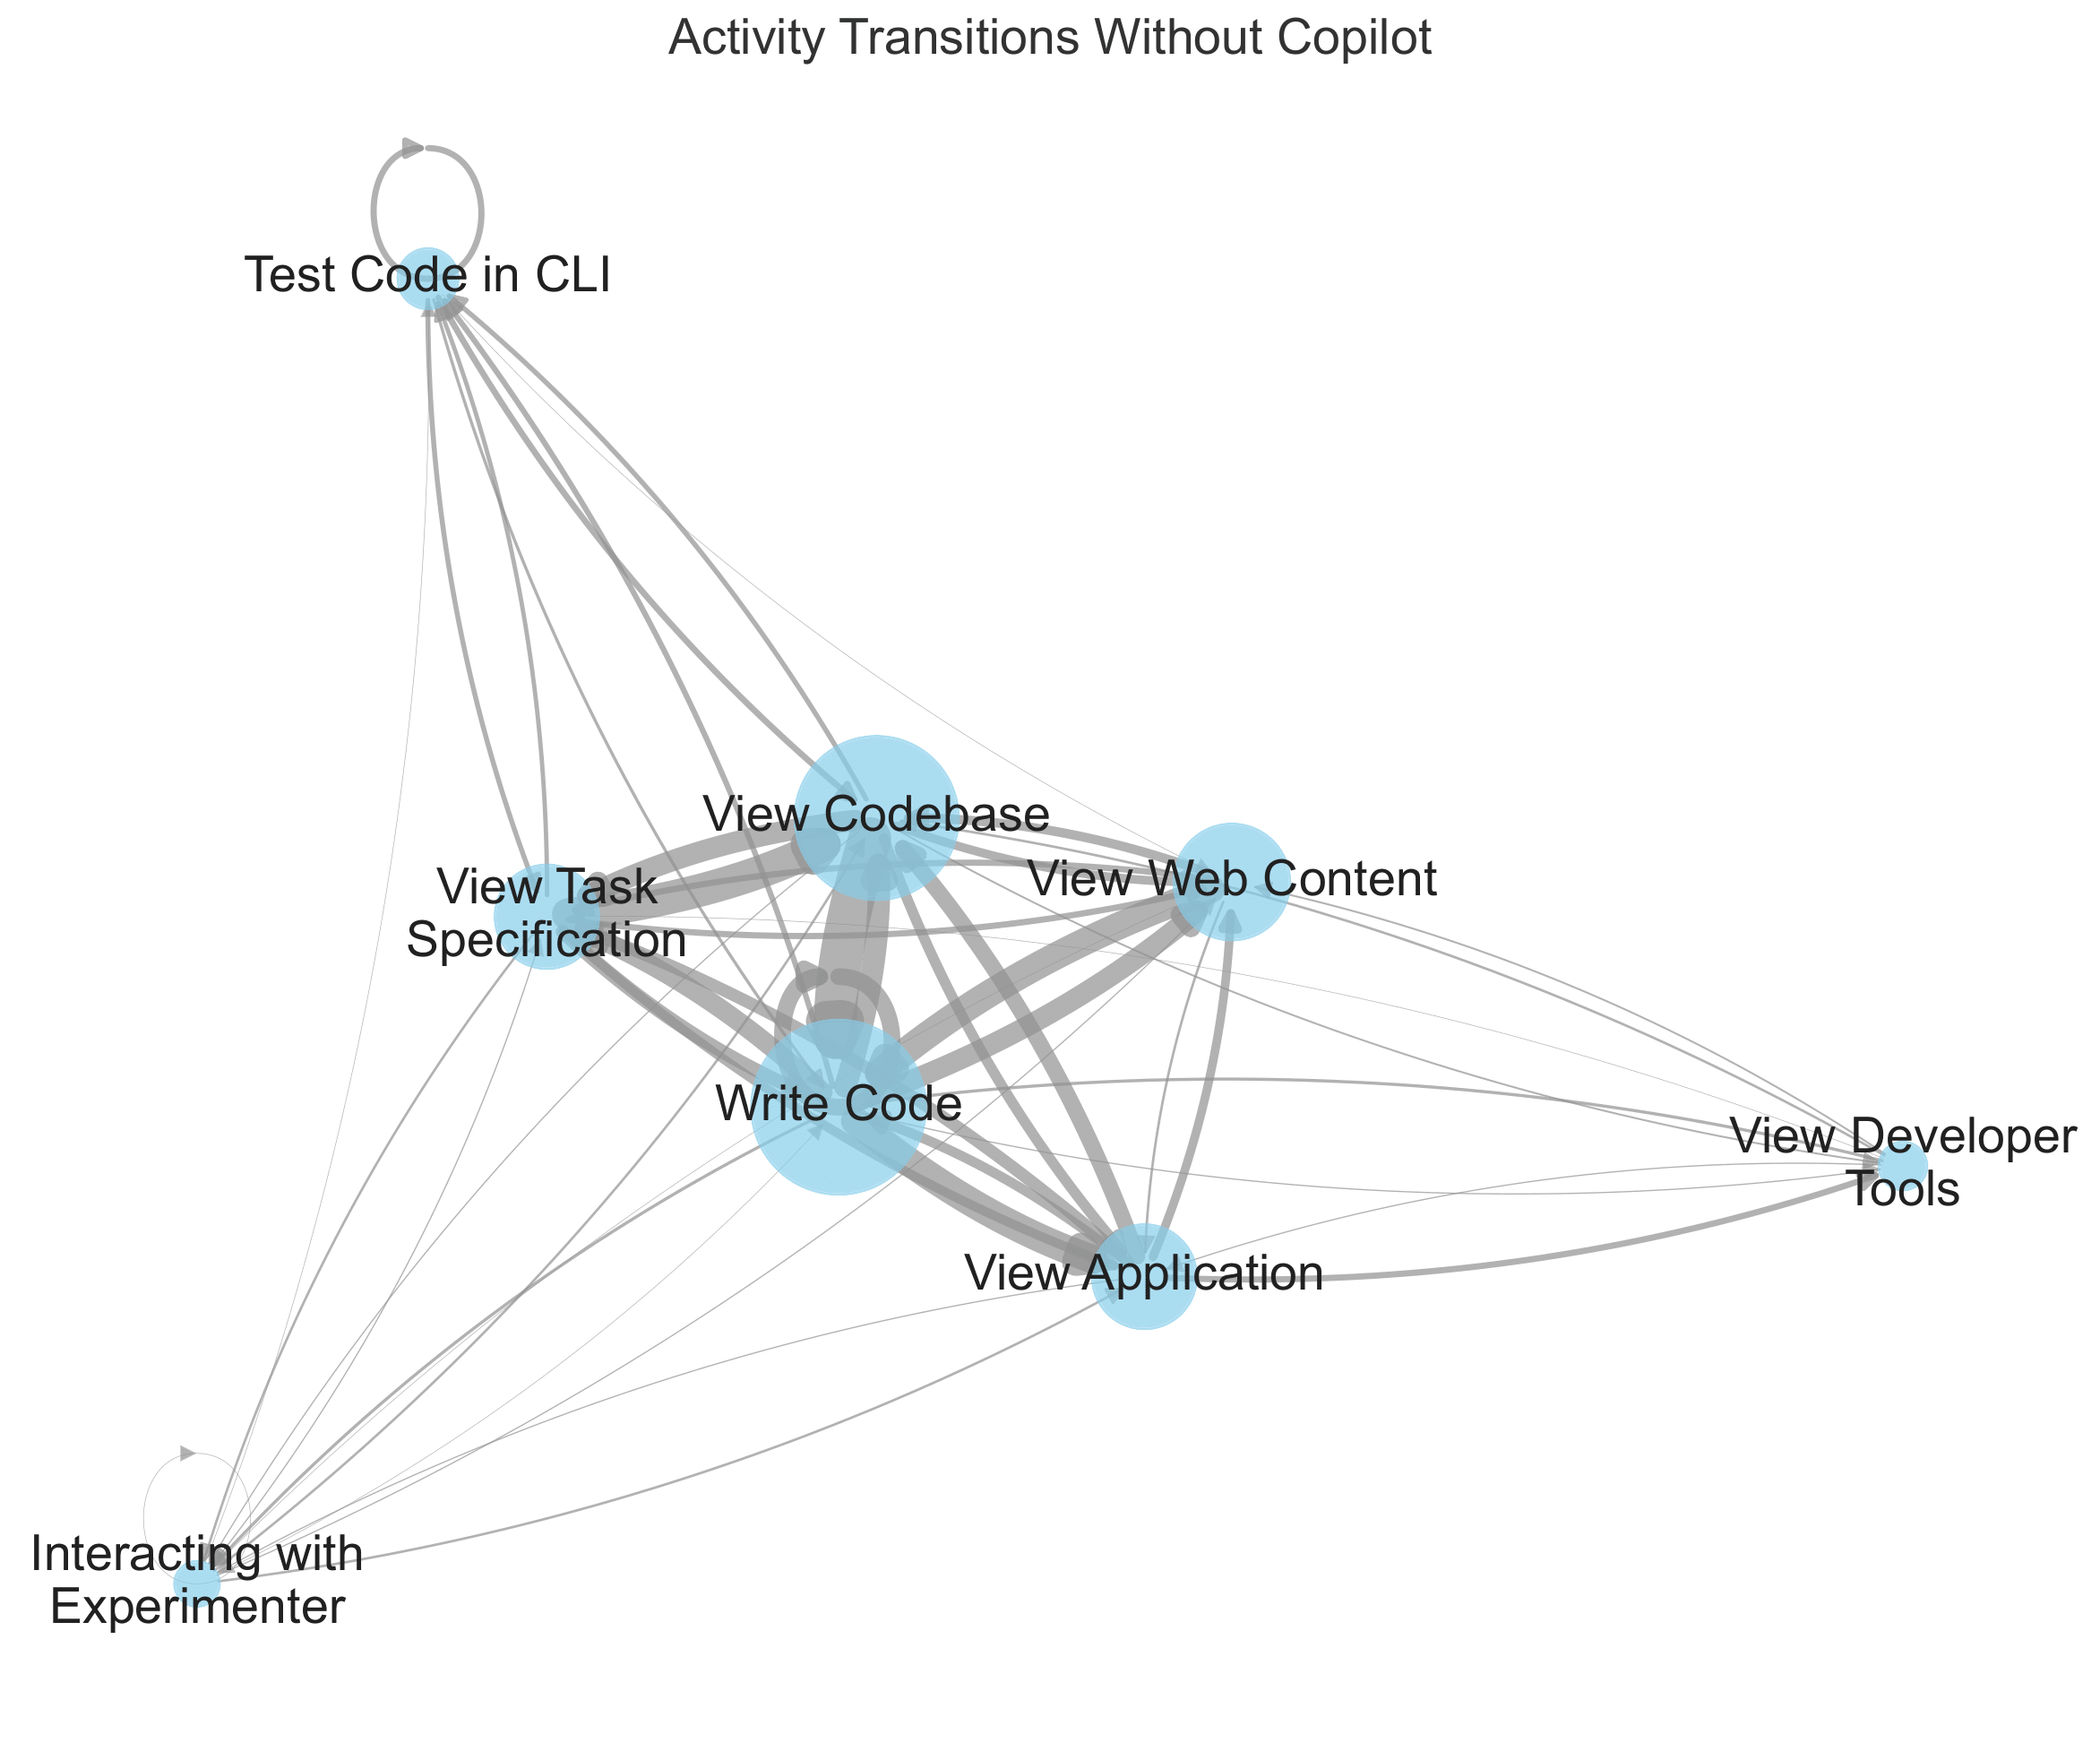 Activity Transitions Without Copilot
Test Code in CLI
View Codebase
View Task
Specification
View Web Content
Write Code
View Developer
Tools
View Application
Interacting with
Experimenter